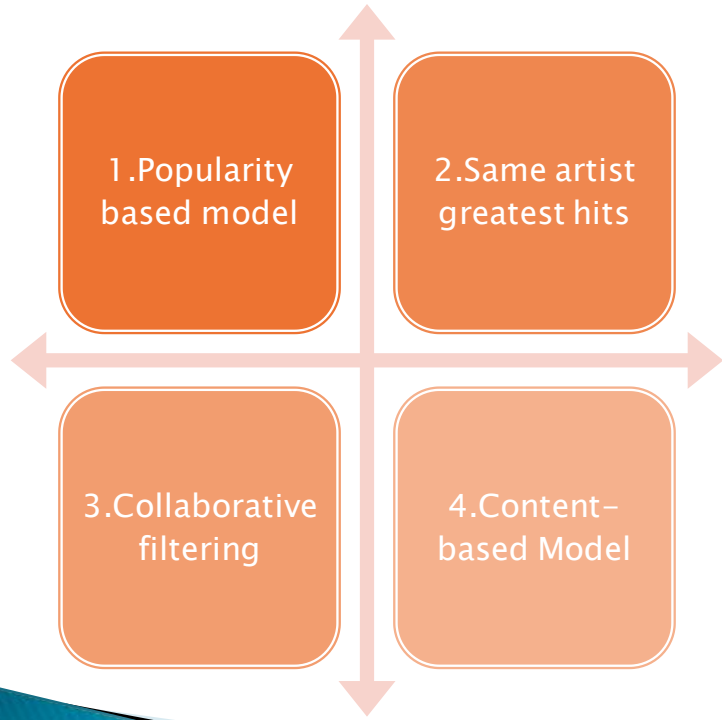 1.Popularity
based model
2.Same artist
greatest hits
3.Collaborative
filtering
4.Content-
based Model